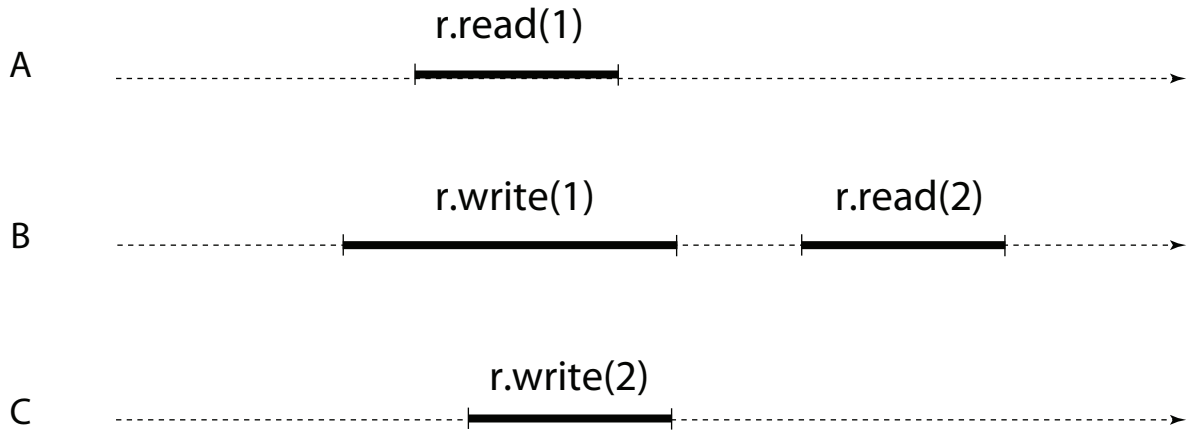 r.read(1)
A
r.write(1) r.read(2)
B
r.write(2)
C